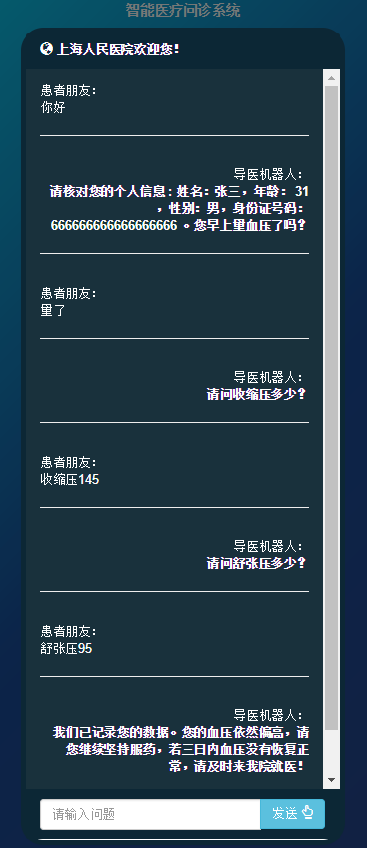 智能医疗问诊系统
上海人民医院欢迎您！
患者朋友：
你好
导医机器人：
请核对您的个人信息：姓名：张三，年龄： 31
，性别：男，身份证号码：
666666666666666666 。您早上量血压了吗？
患者朋友：
量了
导医机器人：
请问收缩压多少？
患者朋友：
收缩压145
导医机器人：
请问舒张压多少？
患者朋友：
舒张压95
导医机器人：
我们已记录您的数据。您的血压依然偏高，请
您继续坚持服药，若三日内血压没有恢复正
常，请及时来我院就医！
请输入问题
发送